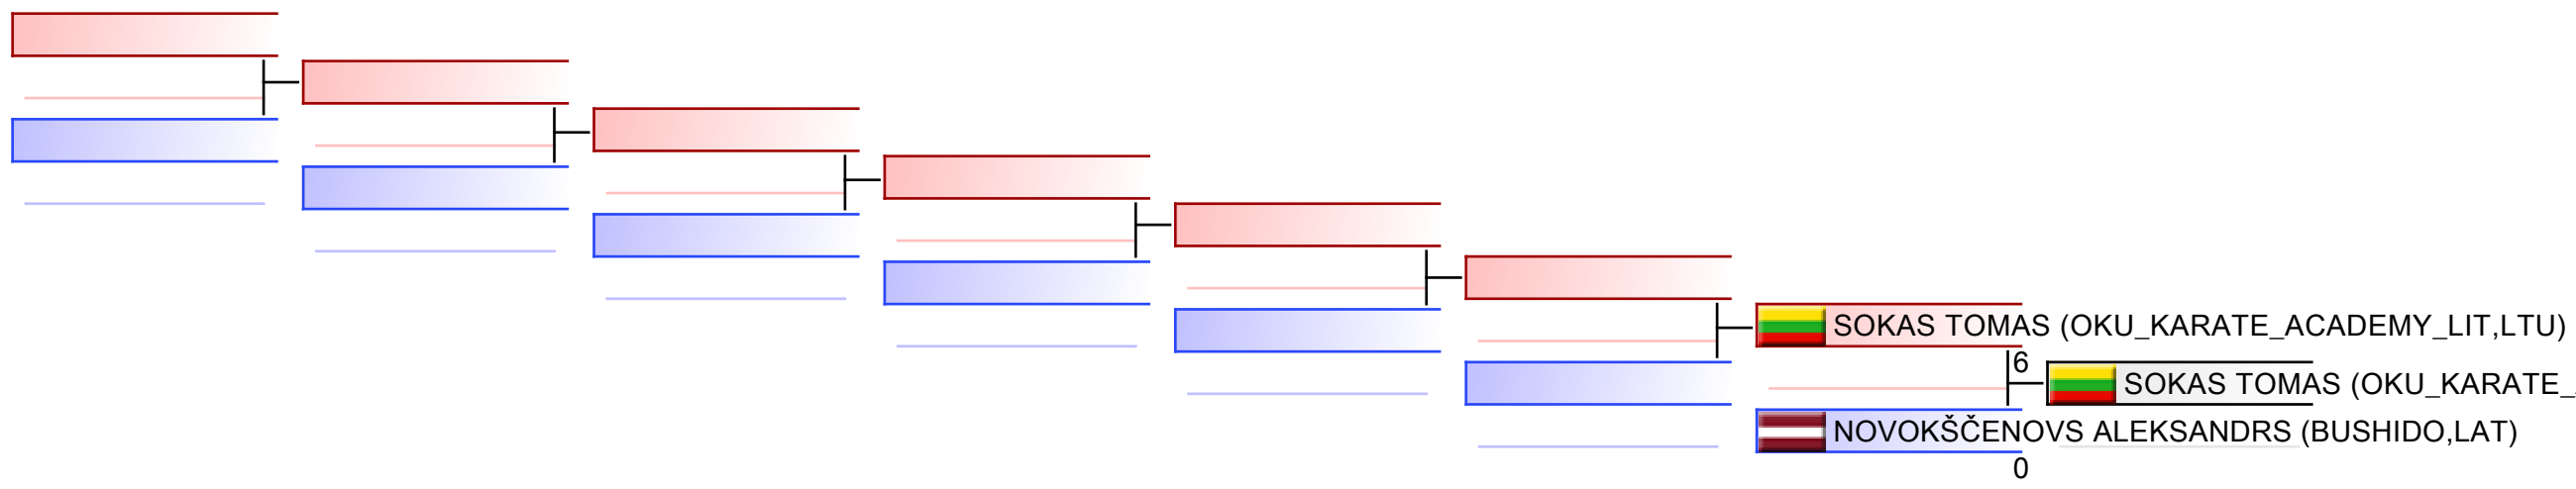 SOKAS TOMAS (OKU_KARATE_ACADEMY_LIT,LTU)
6
SOKAS TOMAS (OKU_KARATE_
NOVOKŠČENOVS ALEKSANDRS (BUSHIDO,LAT)
0